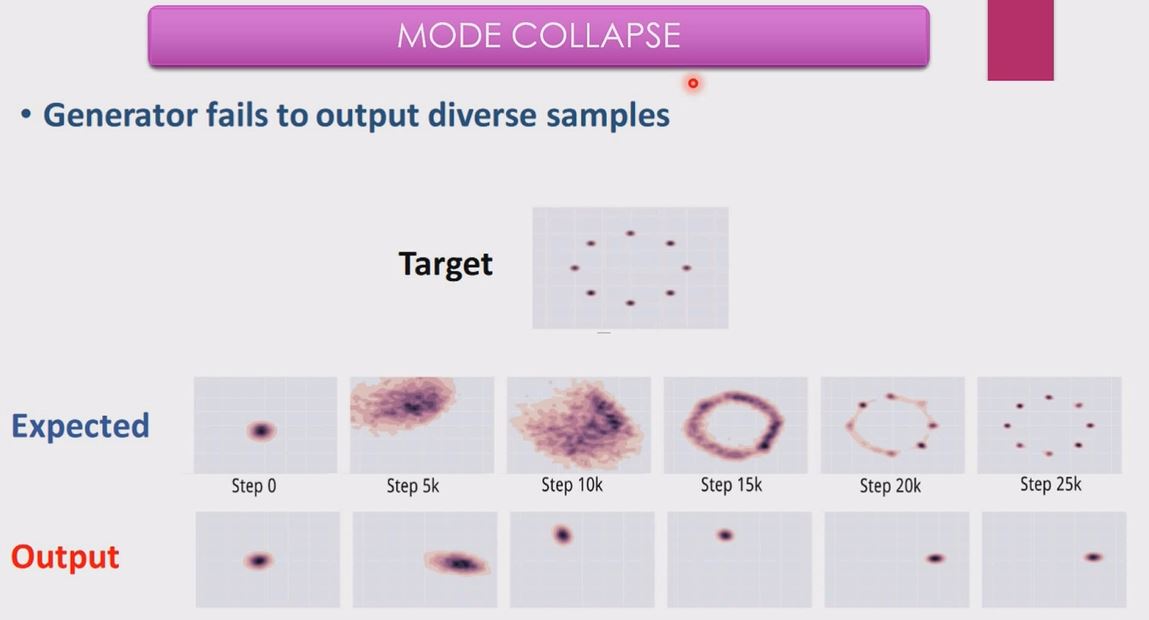 MODE COLLAPSE
• Generator fails to output diverse samples
Target
Expected
Step 0 Step 5k Step 10k Step 15k Step 20k Step 25k
Output